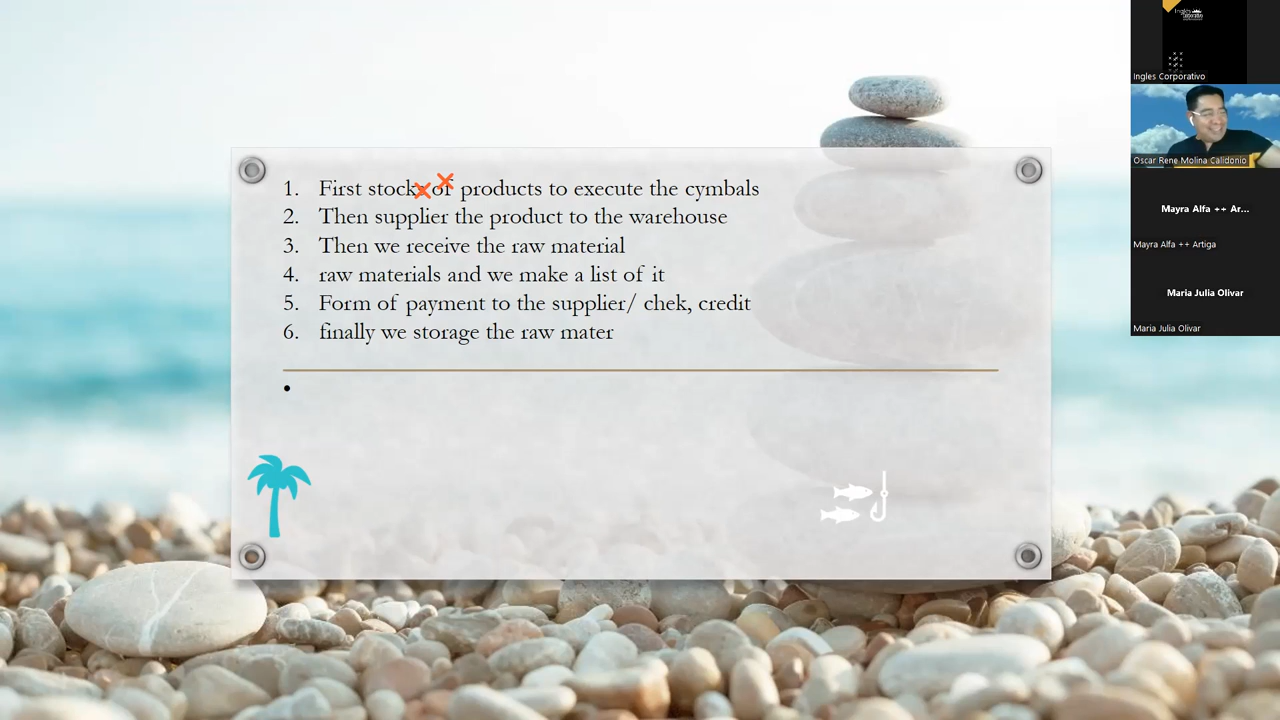 1. First stocks of products to execute the cymbals
2. Then supplier the product to the warehouse
3. Then we receive the raw material
4. raw materials and we make a list of it
5. Form of payment to the supplier/ chek, credit
6. finally we storage the raw mater
•
Ingles Corporativo
Oscar Rene Molina Calidonio
Mayra Alfa ++ Ar...
Mayra Alfa ++ Artiga
Maria Julia Olivar
Maria Julia Olivar